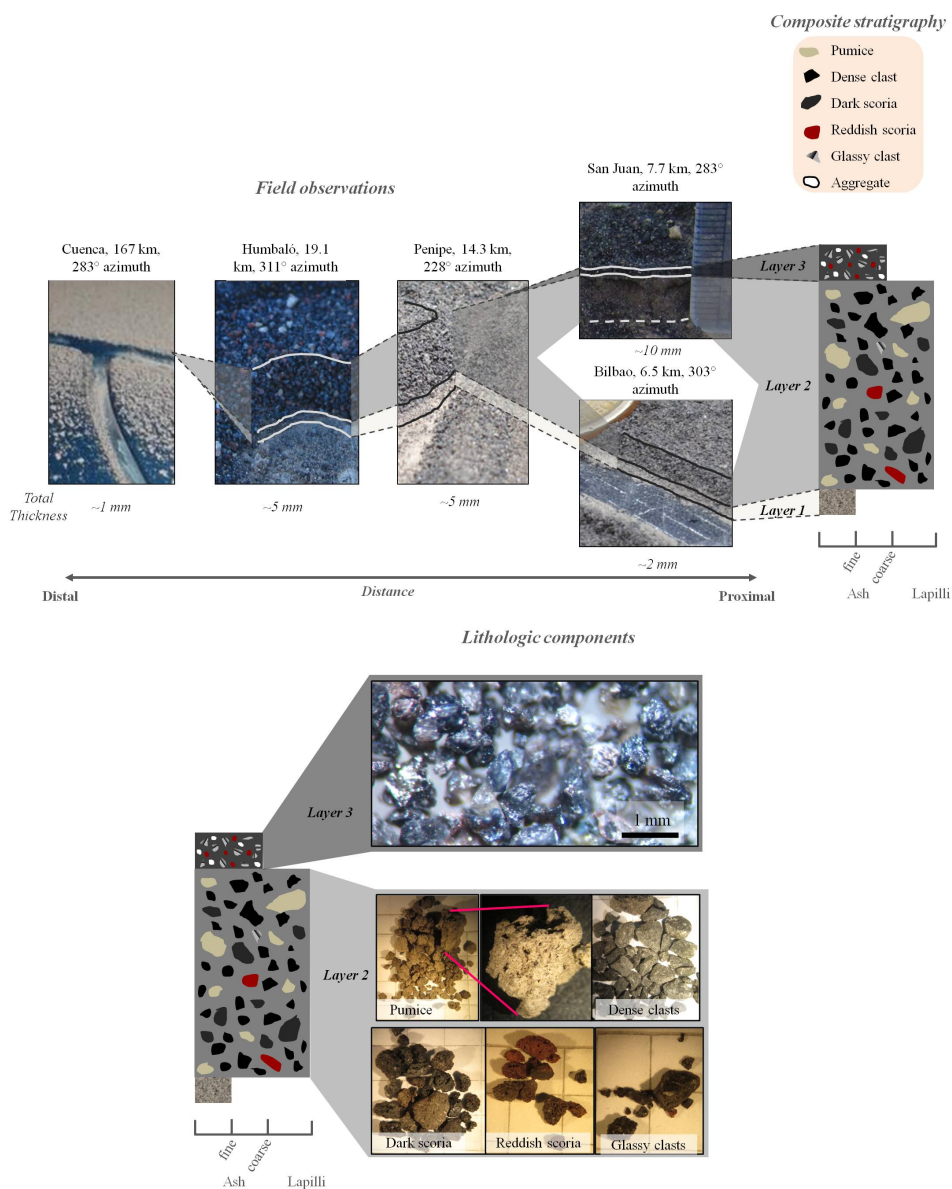 Composite stratigraphy
Pumice
Dense clast
Dark scoria
Reddish scoria
Glassy clast
Aggregate
Field observations
San Juan, 7.7 km, 283°
azimuth
Cuenca, 167 km,
283° azimuth
Humbaló, 19.1
km, 311° azimuth
Penipe, 14.3 km,
228° azimuth
Layer 3
~10 mm
Bilbao, 6.5 km, 303°
azimuth
Layer 2
Layer 1
Total
Thickness
~1 mm
~5 mm
~5 mm
~2 mm
fine
coarse
Ash
Lapilli
Distal
Distance
Proximal
Lithologic components
Layer 3
1 mm
Layer 2
Pumice
Dense clasts
Dark scoria
Reddish scoria
Glassy clasts
fine
coarse
Ash
Lapilli